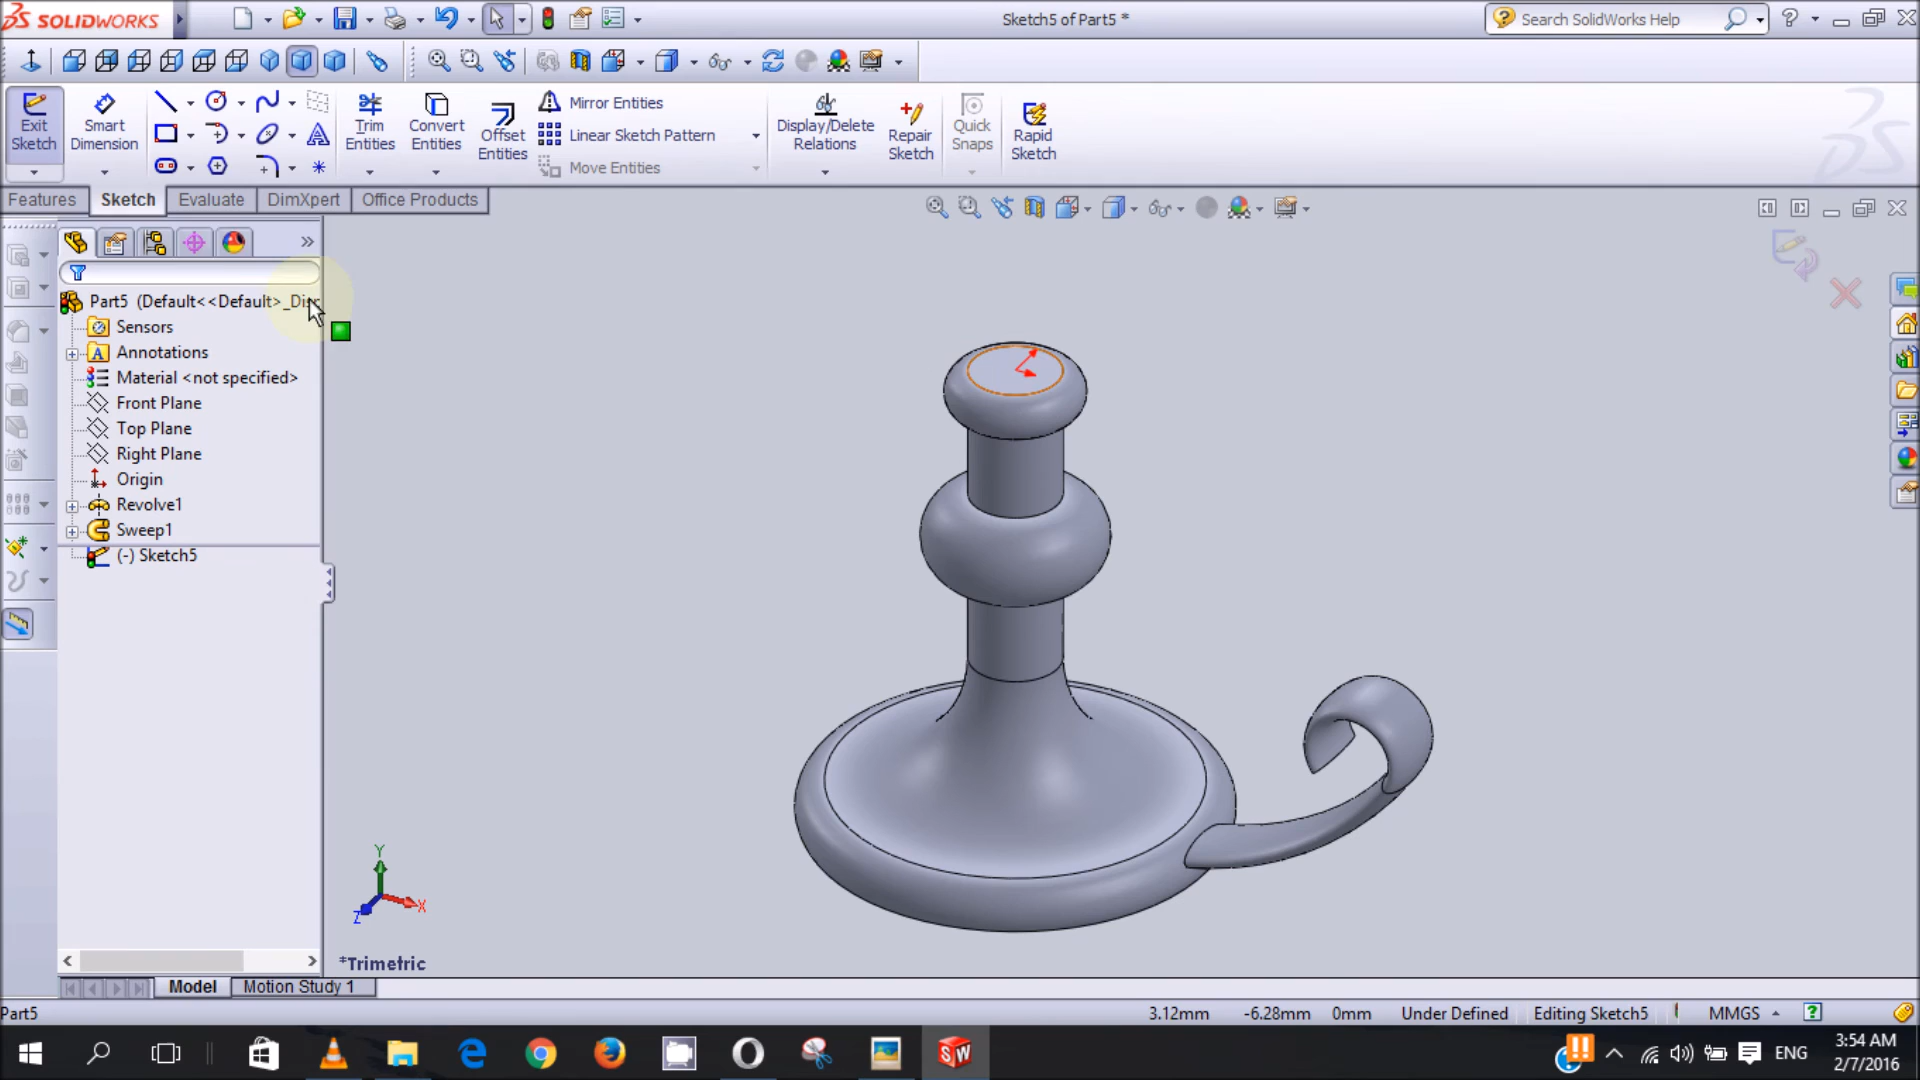 SOLIDWORKS
Sketch5 of Part5 *
Search SolidWorks Help
Exit Sketch
Smart Dimension
Trim Entities
Convert Entities
Offset Entities
Mirror Entities
Linear Sketch Pattern
Move Entities
Display/Delete Relations
Repair Sketch
Quick Snaps
Rapid Sketch
Features
Sketch
Evaluate
DimXpert
Office Products
Part5 (Default<<Default>_Dis
Sensors
Annotations
Material <not specified>
Front Plane
Top Plane
Right Plane
Origin
Revolve1
Sweep1
(-) Sketch5
Y
X
Z
*Trimetric
Model
Motion Study 1
Part5
3.12mm
-6.28mm
0mm
Under Defined
Editing Sketch5
MMGS
ENG
3:54 AM
2/7/2016